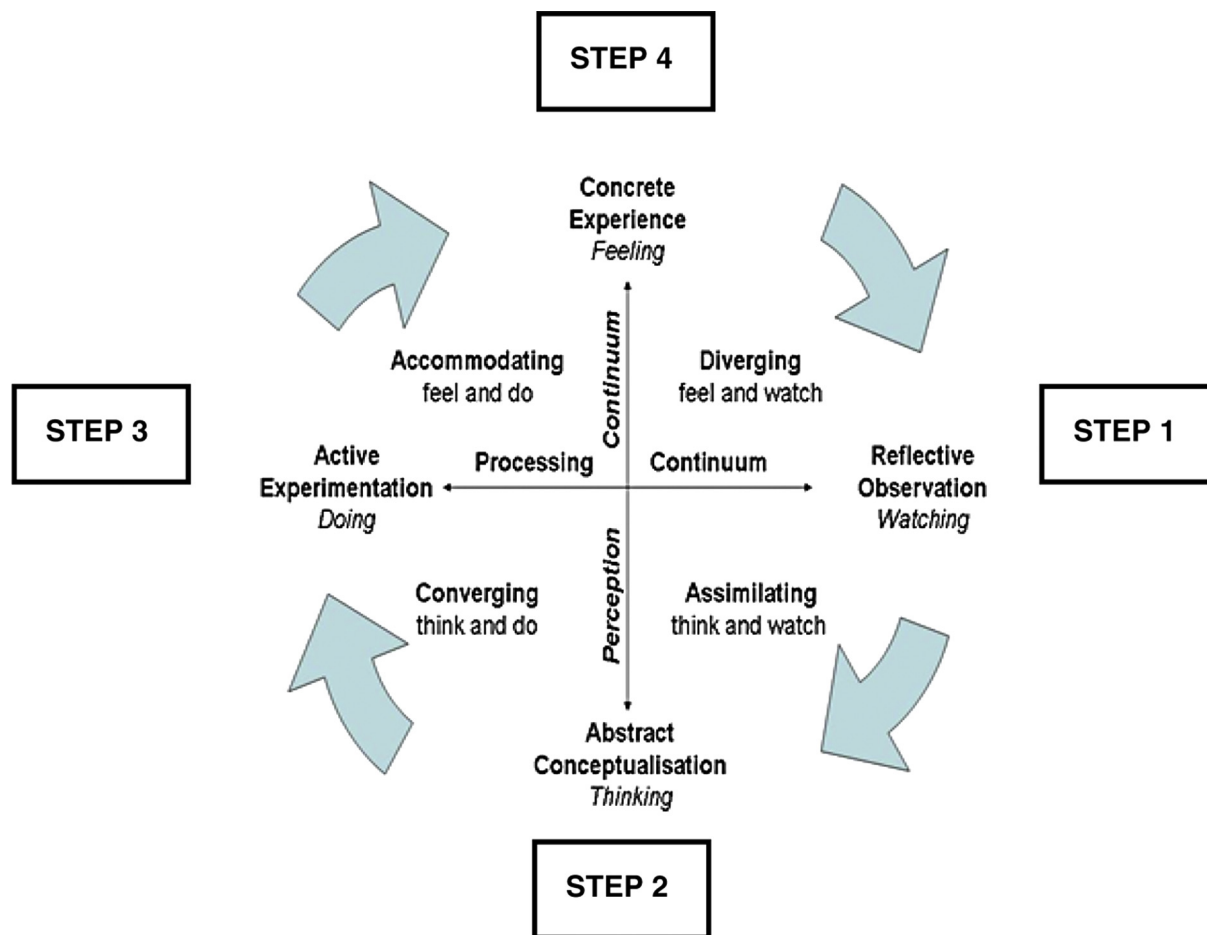 STEP 4
Concrete
Experience
Feeling
Continuum
Accommodating
feel and do
Diverging
feel and watch
STEP 3
STEP 1
Active
Experimentation
Doing
Processing
Continuum
Reflective
Observation
Watching
Perception
Converging
think and do
Assimilating
think and watch
Abstract
Conceptualisation
Thinking
STEP 2